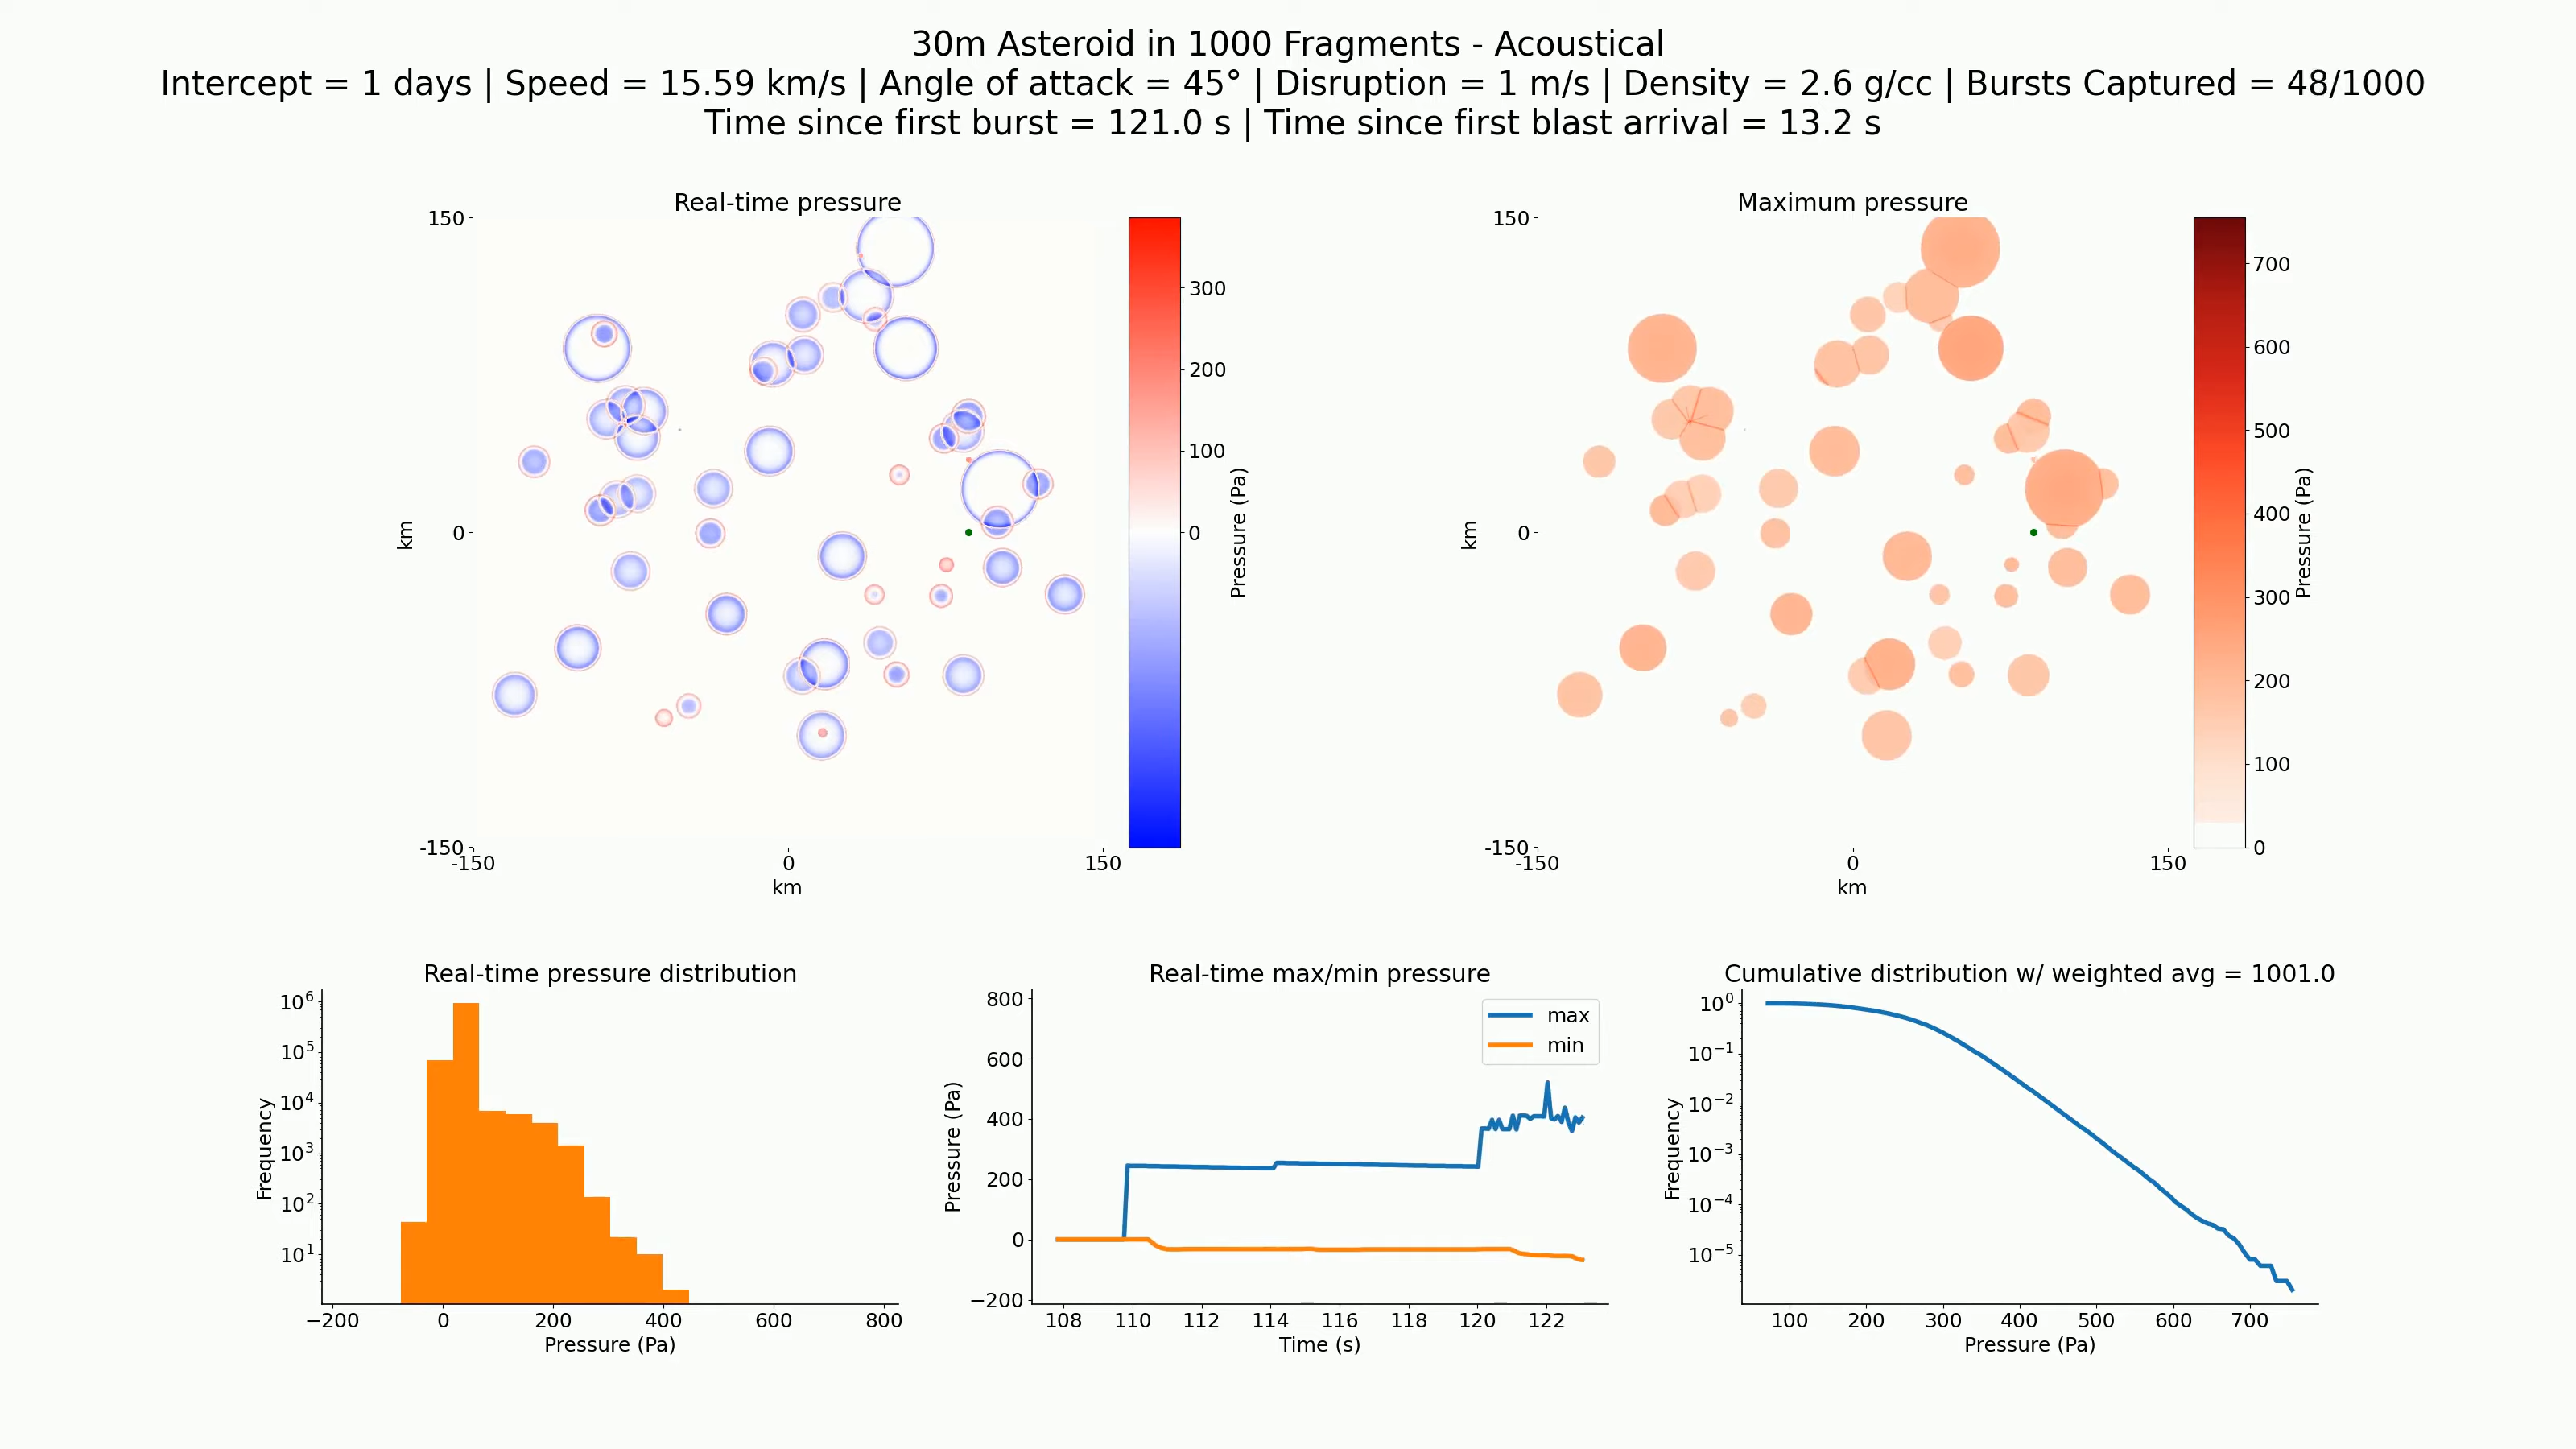 30m Asteroid in 1000 Fragments - Acoustical
Intercept = 1 days | Speed = 15.59 km/s | Angle of attack = 45° | Disruption = 1 m/s | Density = 2.6 g/cc | Bursts Captured = 48/1000
Time since first burst = 121.0 s | Time since first blast arrival = 13.2 s
Real-time pressure
150
0
-150
km
-150
0
150
km
300
200
100
0
Pressure (Pa)
Maximum pressure
150
0
-150
km
-150
0
150
km
700
600
500
400
300
200
100
0
Pressure (Pa)
Real-time pressure distribution
10⁶
10⁵
10⁴
10³
10²
10¹
Frequency
−200
0
200
400
600
800
Pressure (Pa)
Real-time max/min pressure
800
600
400
200
0
−200
Pressure (Pa)
max
min
108
110
112
114
116
118
120
122
Time (s)
Cumulative distribution w/ weighted avg = 1001.0
10⁰
10⁻¹
10⁻²
10⁻³
10⁻⁴
10⁻⁵
Frequency
100
200
300
400
500
600
700
Pressure (Pa)